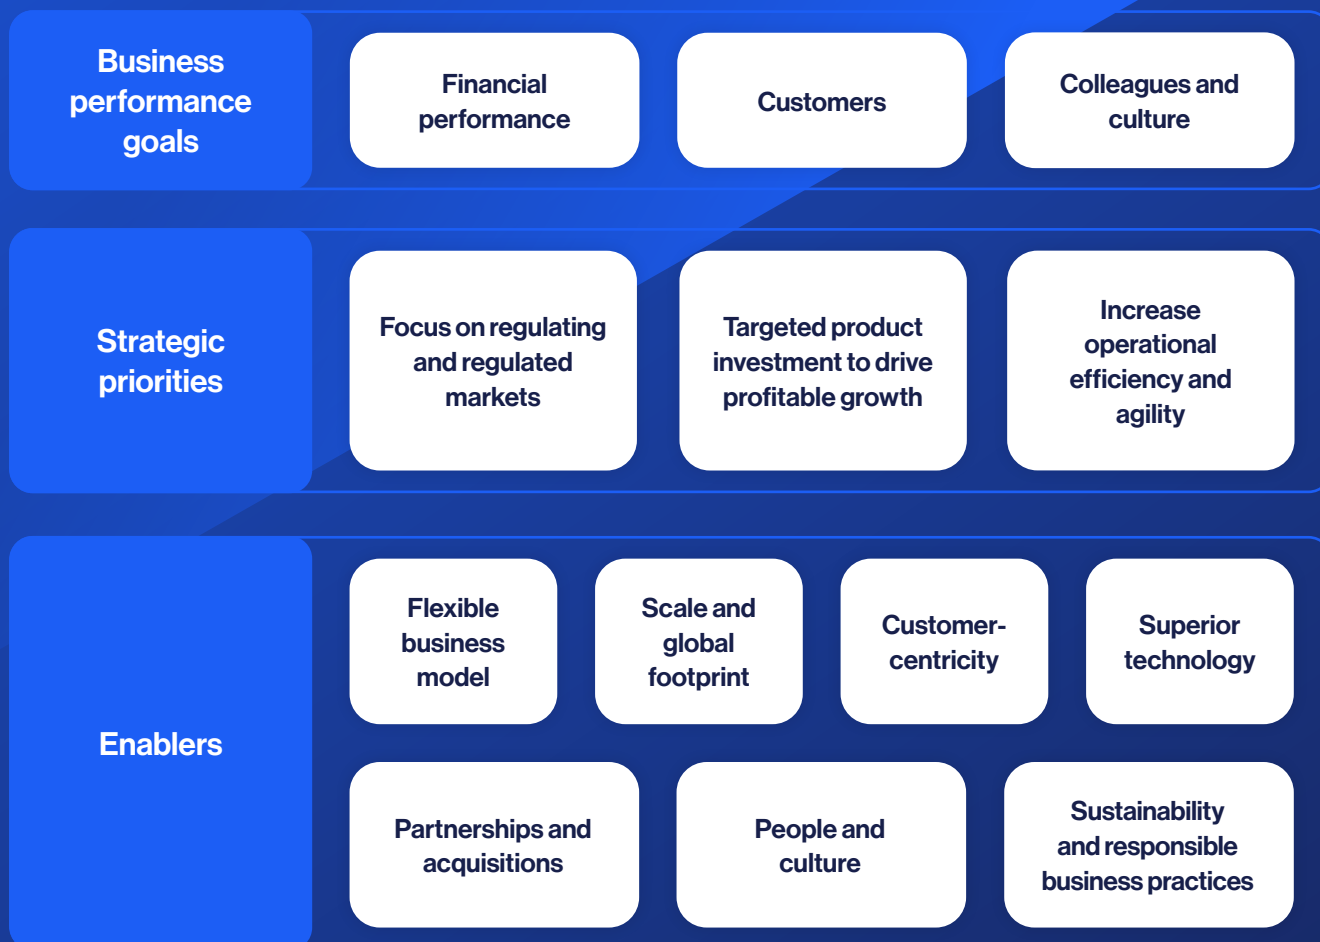 Business
performance
goals
Financial
performance
Customers
Colleagues and
culture
Strategic
priorities
Focus on regulating
and regulated
markets
Targeted product
investment to drive
profitable growth
Increase
operational
efficiency and
agility
Enablers
Flexible
business
model
Scale and
global
footprint
Customer-
centricity
Superior
technology
Partnerships and
acquisitions
People and
culture
Sustainability
and responsible
business practices